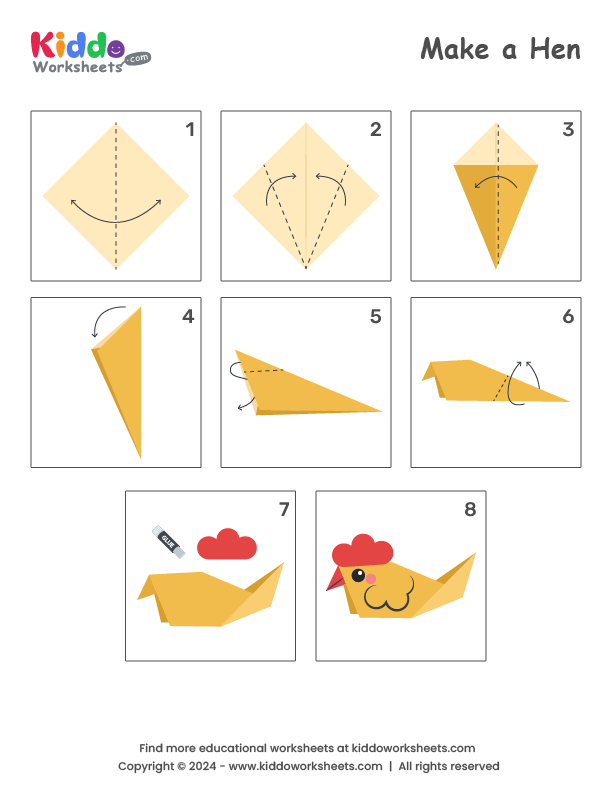 Kiddo
Worksheets.com
Make a Hen
1
2
3
4
5
6
7
GLUE
8
Find more educational worksheets at kiddoworksheets.com
Copyright © 2024 - www.kiddoworksheets.com | All rights reserved